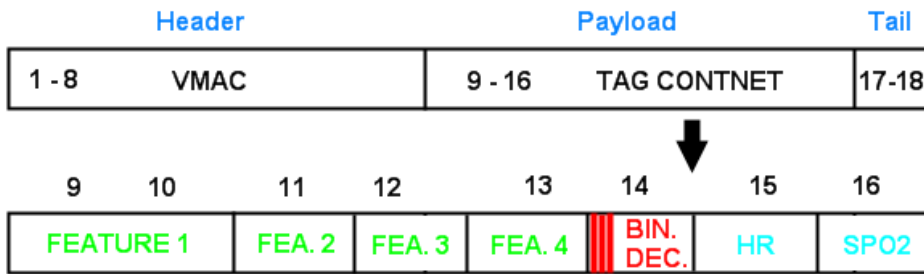 Header Payload Tail
1 - 8 VMAC 9 - 16 TAG CONTNET 17-18
9 10 11 12 13 14 15 16
FEATURE 1 FEA. 2 FEA. 3 FEA. 4 BIN. DEC. HR SPO2